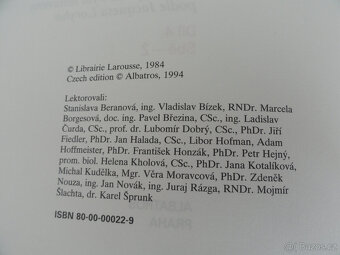 © Librairie Larousse, 1984
Czech edition © Albatros, 1994
Lektorovali:
Stanislava Beranová, ing. Vladislav Bízek, RNDr. Marcela
Borgesová, doc. ing. Pavel Březina, CSc., ing. Ladislav
Čurda, CSc., prof. dr. Lubomír Dobrý, CSc., PhDr. Jiří
Fiedler, PhDr. Jan Halada, CSc., Libor Hofman, Adam
Hoffmeister, PhDr. František Honzák, PhDr. Petr Hejný,
prom. biol. Helena Kholová, CSc., PhDr. Jana Kotalíková,
Michal Kudělka, Mgr. Věra Moravcová, PhDr. Zdeněk
Nouza, ing. Jan Novák, ing. Juraj Rázga, RNDr. Mojmír
Šlachta, dr. Karel Šprunk
ISBN 80-00-00022-9